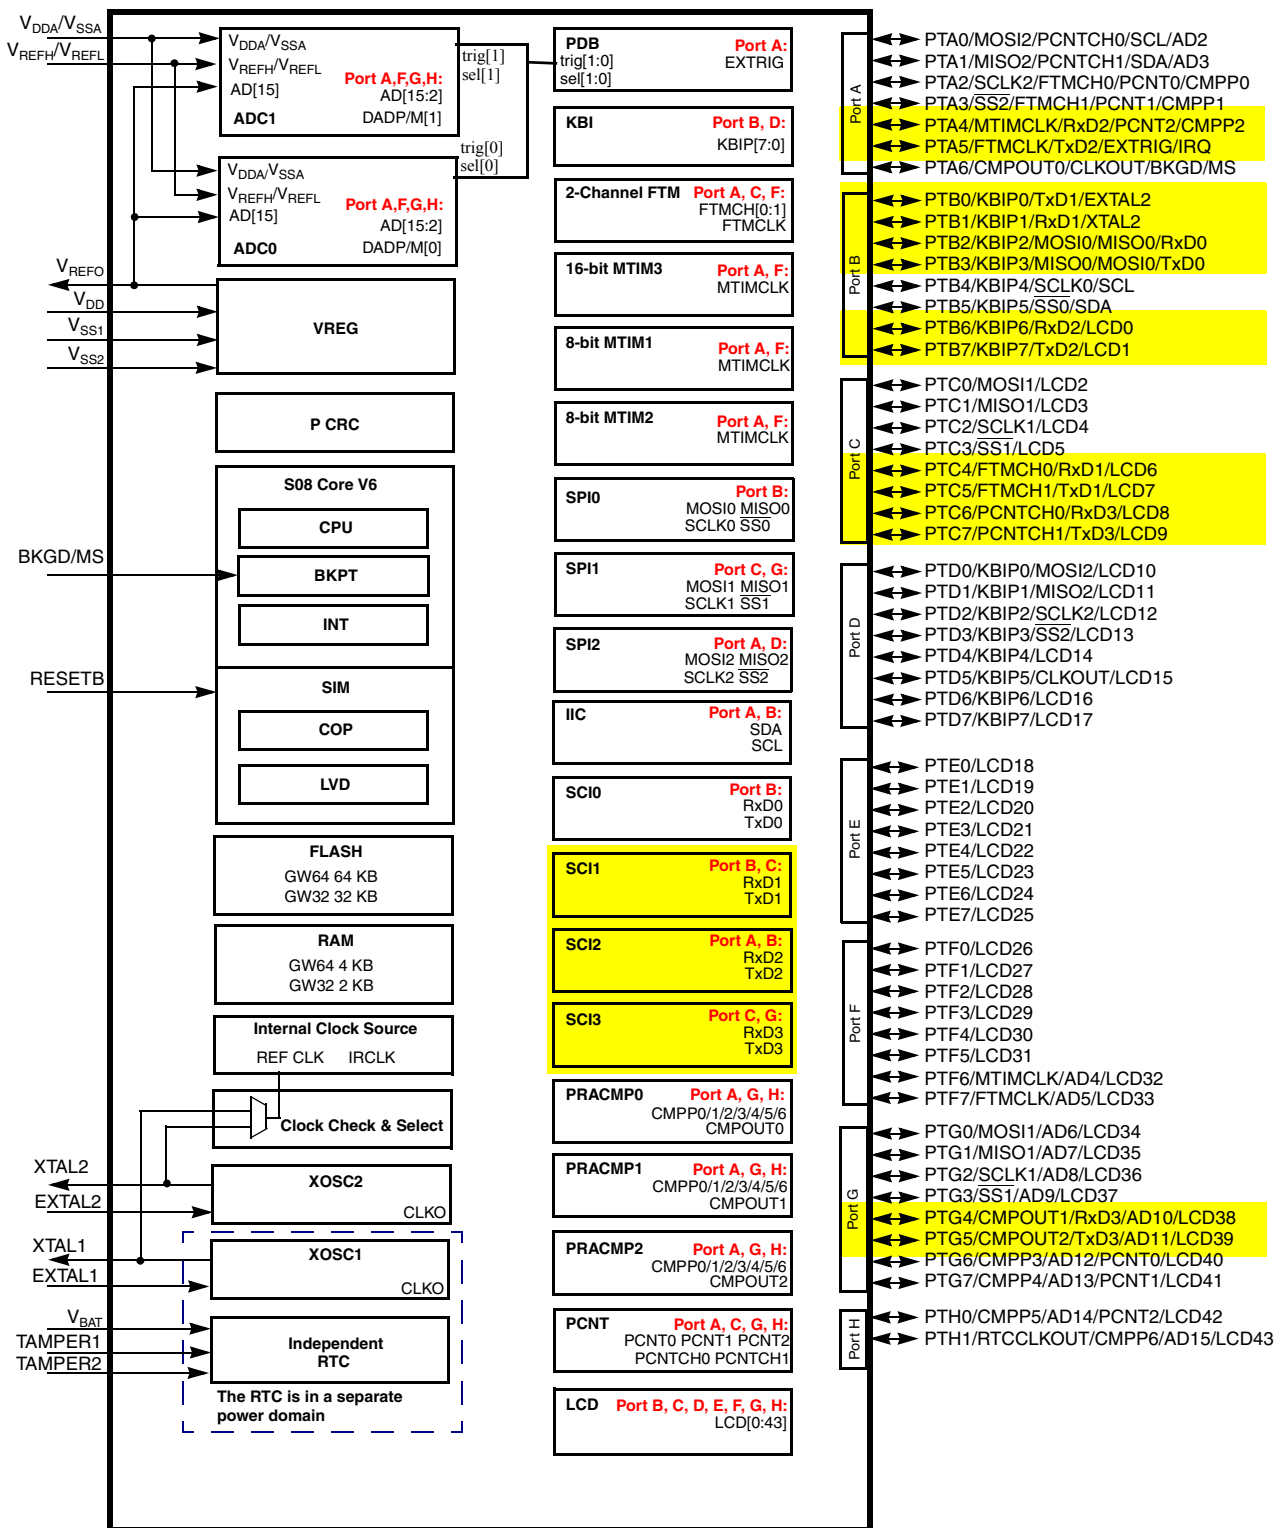 V_DDA/V_SSA
V_REFH/V_REFL
V_REFO
V_DD
V_SS1
V_SS2
BKGD/MS
RESETB
XTAL2
EXTAL2
XTAL1
EXTAL1
V_BAT
TAMPER1
TAMPER2
V_DDA/V_SSA
V_REFH/V_REFL
Port A,F,G,H:
AD[15]
AD[15:2]
ADC1
DADP/M[1]
trig[1]
sel[1]
trig[0]
sel[0]
V_DDA/V_SSA
V_REFH/V_REFL
Port A,F,G,H:
AD[15]
AD[15:2]
ADC0
DADP/M[0]
VREG
P CRC
S08 Core V6
CPU
BKPT
INT
SIM
COP
LVD
FLASH
GW64 64 KB
GW32 32 KB
RAM
GW64 4 KB
GW32 2 KB
Internal Clock Source
REF CLK IRCLK
Clock Check & Select
XOSC2
CLKO
XOSC1
CLKO
Independent
RTC
The RTC is in a separate
power domain
PDB Port A:
trig[1:0] EXTRIG
sel[1:0]
KBI Port B, D:
KBIP[7:0]
2-Channel FTM Port A, C, F:
FTMCH[0:1]
FTMCLK
16-bit MTIM3 Port A, F:
MTIMCLK
8-bit MTIM1 Port A, F:
MTIMCLK
8-bit MTIM2 Port A, F:
MTIMCLK
SPI0 Port B:
MOSI0 MISO0
SCLK0 SS0
SPI1 Port C, G:
MOSI1 MISO1
SCLK1 SS1
SPI2 Port A, D:
MOSI2 MISO2
SCLK2 SS2
IIC Port A, B:
SDA
SCL
SCI0 Port B:
RxD0
TxD0
SCI1 Port B, C:
RxD1
TxD1
SCI2 Port A, B:
RxD2
TxD2
SCI3 Port C, G:
RxD3
TxD3
PRACMP0 Port A, G, H:
CMPP0/1/2/3/4/5/6
CMPOUT0
PRACMP1 Port A, G, H:
CMPP0/1/2/3/4/5/6
CMPOUT1
PRACMP2 Port A, G, H:
CMPP0/1/2/3/4/5/6
CMPOUT2
PCNT Port A, C, G, H:
PCNT0 PCNT1 PCNT2
PCNTCH0 PCNTCH1
LCD Port B, C, D, E, F, G, H:
LCD[0:43]
Port A
PTA0/MOSI2/PCNTCH0/SCL/AD2
PTA1/MISO2/PCNTCH1/SDA/AD3
PTA2/SCLK2/FTMCH0/PCNT0/CMPP0
PTA3/SS2/FTMCH1/PCNT1/CMPP1
PTA4/MTIMCLK/RxD2/PCNT2/CMPP2
PTA5/FTMCLK/TxD2/EXTRIG/IRQ
PTA6/CMPOUT0/CLKOUT/BKGD/MS
Port B
PTB0/KBIP0/TxD1/EXTAL2
PTB1/KBIP1/RxD1/XTAL2
PTB2/KBIP2/MOSI0/MISO0/RxD0
PTB3/KBIP3/MISO0/MOSI0/TxD0
PTB4/KBIP4/SCLK0/SCL
PTB5/KBIP5/SS0/SDA
PTB6/KBIP6/RxD2/LCD0
PTB7/KBIP7/TxD2/LCD1
Port C
PTC0/MOSI1/LCD2
PTC1/MISO1/LCD3
PTC2/SCLK1/LCD4
PTC3/SS1/LCD5
PTC4/FTMCH0/RxD1/LCD6
PTC5/FTMCH1/TxD1/LCD7
PTC6/PCNTCH0/RxD3/LCD8
PTC7/PCNTCH1/TxD3/LCD9
Port D
PTD0/KBIP0/MOSI2/LCD10
PTD1/KBIP1/MISO2/LCD11
PTD2/KBIP2/SCLK2/LCD12
PTD3/KBIP3/SS2/LCD13
PTD4/KBIP4/LCD14
PTD5/KBIP5/CLKOUT/LCD15
PTD6/KBIP6/LCD16
PTD7/KBIP7/LCD17
Port E
PTE0/LCD18
PTE1/LCD19
PTE2/LCD20
PTE3/LCD21
PTE4/LCD22
PTE5/LCD23
PTE6/LCD24
PTE7/LCD25
Port F
PTF0/LCD26
PTF1/LCD27
PTF2/LCD28
PTF3/LCD29
PTF4/LCD30
PTF5/LCD31
PTF6/MTIMCLK/AD4/LCD32
PTF7/FTMCLK/AD5/LCD33
Port G
PTG0/MOSI1/AD6/LCD34
PTG1/MISO1/AD7/LCD35
PTG2/SCLK1/AD8/LCD36
PTG3/SS1/AD9/LCD37
PTG4/CMPOUT1/RxD3/AD10/LCD38
PTG5/CMPOUT2/TxD3/AD11/LCD39
PTG6/CMPP3/AD12/PCNT0/LCD40
PTG7/CMPP4/AD13/PCNT1/LCD41
Port H
PTH0/CMPP5/AD14/PCNT2/LCD42
PTH1/RTCCLKOUT/CMPP6/AD15/LCD43